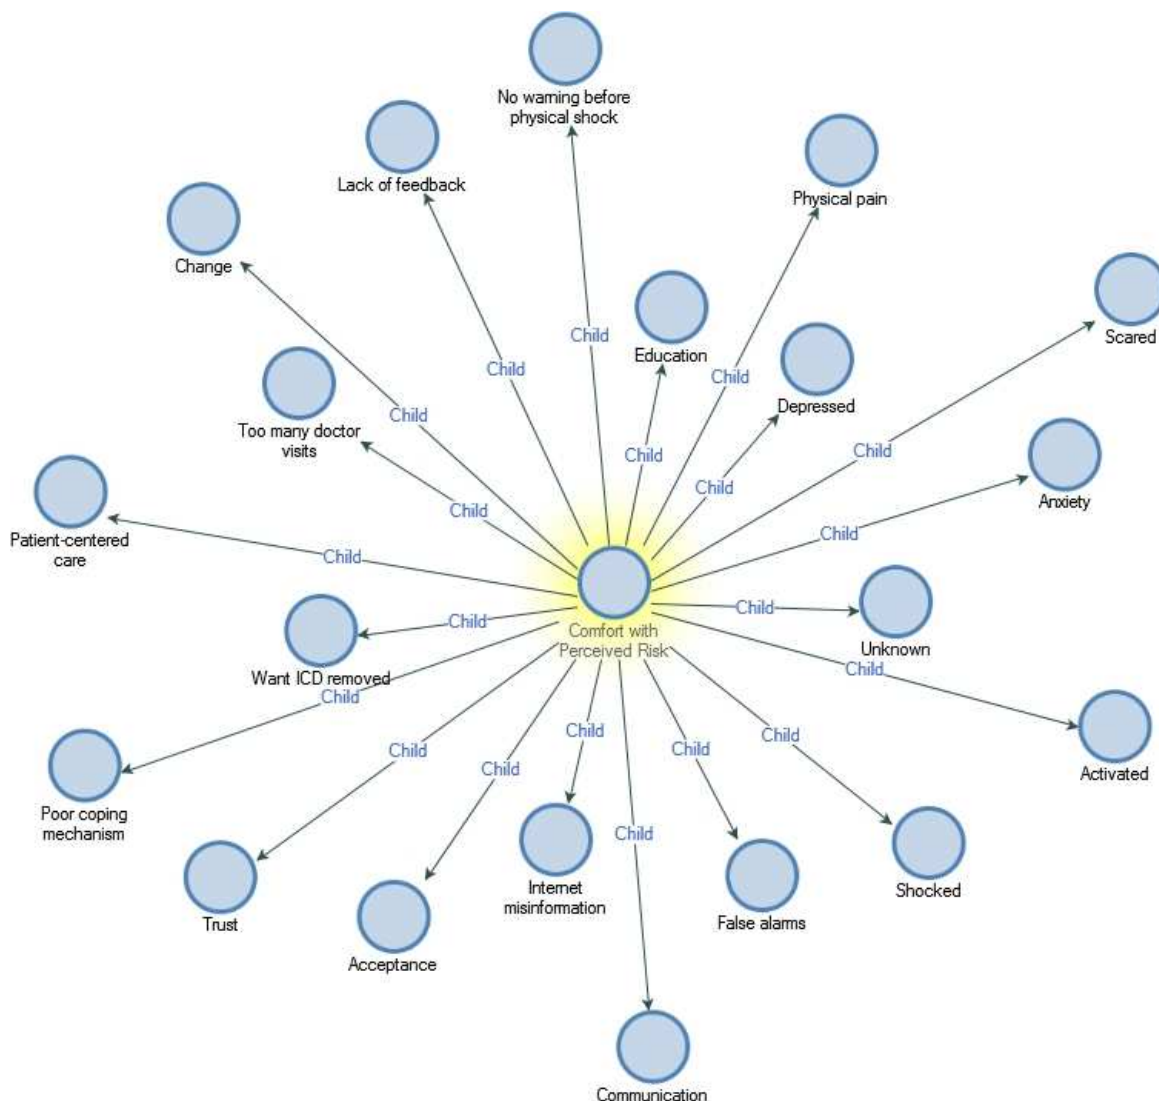 No warning before
physical shock
Lack of feedback
Physical pain
Change
Scared
Child
Education
Child
Child
Depressed
Child
Too many doctor
visits
Child
Child
Child
Anxiety
Child
Child
Patient-centered
care
Child
Child
Child
Comfort with
Perceived Risk
Unknown
Child
Want ICD removed
Child
Child
Activated
Child
Child
Child
Child
Child
Poor coping
mechanism
Child
Internet
misinformation
Shocked
Trust
False alarms
Acceptance
Communication